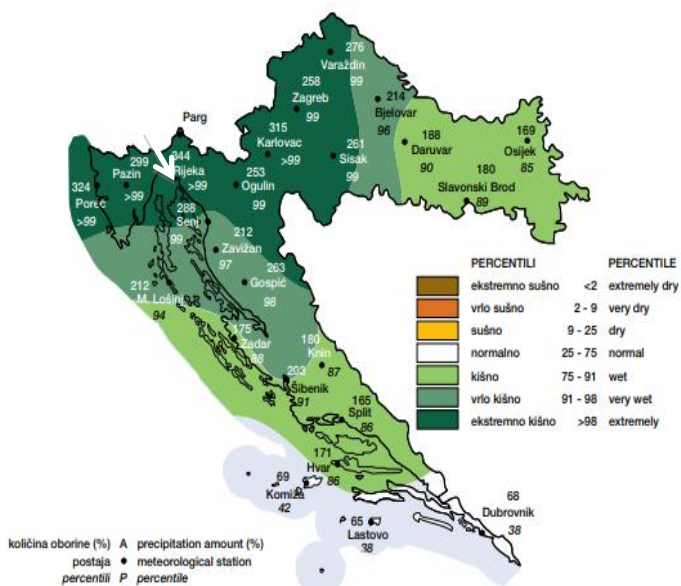 276
Varaždin
99
258
Zagreb
99
214
Bjelovar
96
Parg
315
Karlovac
>99
261
Sisak
99
188
Daruvar
90
169
Osijek
85
180
Slavonski Brod
89
344
Rijeka
>99
299
Pazin
>99
324
Poreč
>99
253
Ogulin
99
288
Senj
99
212
Zavižan
97
263
Gospić
98
212
M. Lošinj
94
175
Zadar
88
180
Knin
87
203
Šibenik
91
165
Split
86
171
Hvar
86
69
Komiža
42
65
Lastovo
38
68
Dubrovnik
38
PERCENTILI PERCENTILE
ekstremno sušno <2 extremely dry
vrlo sušno 2 - 9 very dry
sušno 9 - 25 dry
normalno 25 - 75 normal
kišno 75 - 91 wet
vrlo kišno 91 - 98 very wet
ekstremno kišno >98 extremely
količina oborine (%) A precipitation amount (%)
postaja ● meteorological station
percentili P percentile